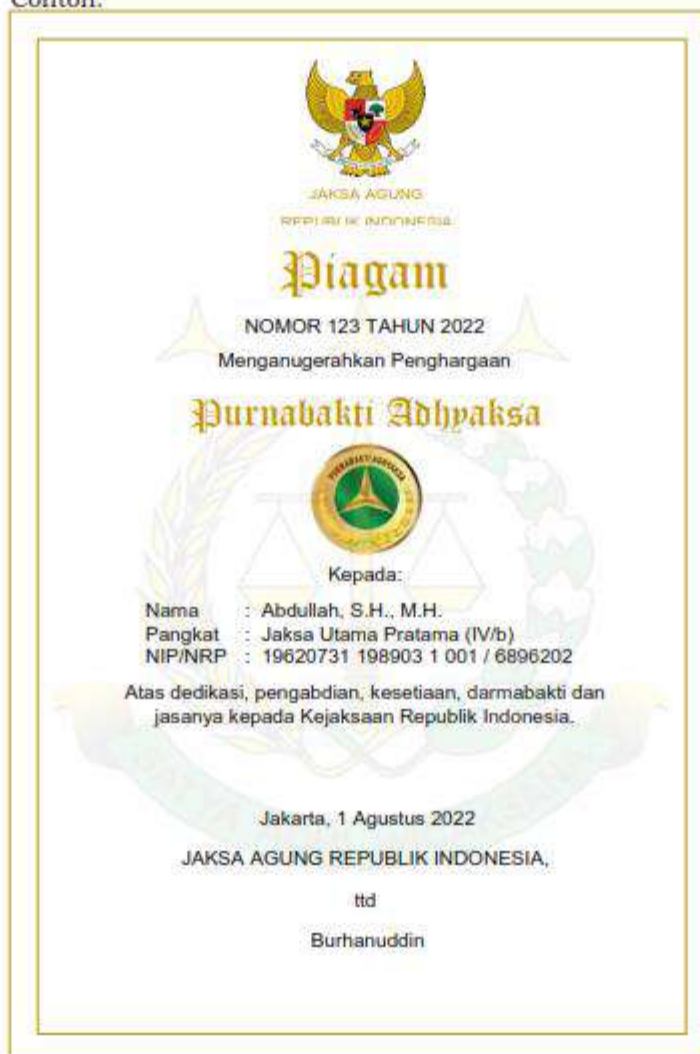 Contoh:
JAKSA AGUNG
REPUBLIK INDONESIA
Piagam
NOMOR 123 TAHUN 2022
Menganugerahkan Penghargaan
Purnabakti Adhyaksa
PURNABAKTI ADHYAKSA
Kepada:
Nama : Abdullah, S.H., M.H.
Pangkat : Jaksa Utama Pratama (IV/b)
NIP/NRP : 19620731 198903 1 001 / 6896202
Atas dedikasi, pengabdian, kesetiaan, darmabakti dan
jasanya kepada Kejaksaan Republik Indonesia.
Jakarta, 1 Agustus 2022
JAKSA AGUNG REPUBLIK INDONESIA,
ttd
Burhanuddin